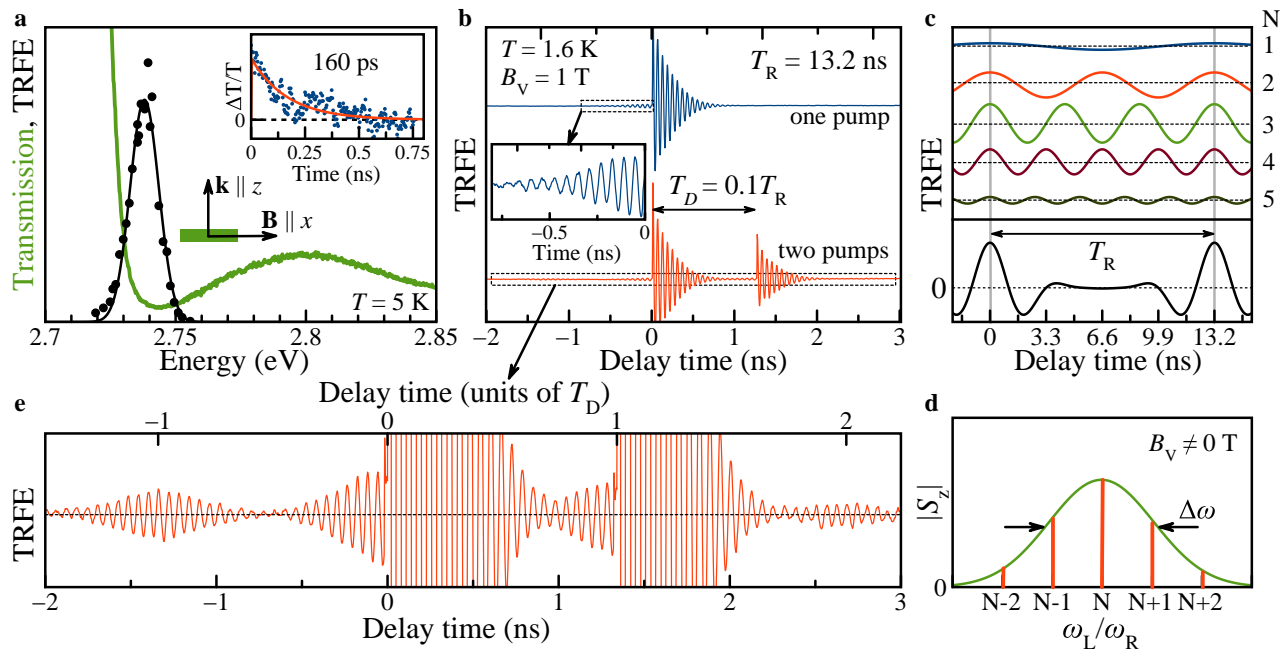 a
Transmission, TRFE
ΔT/T
0
160 ps
0 0.25 0.5 0.75
Time (ns)
k || z
B || x
T = 5 K
2.7 2.75 2.8 2.85
Energy (eV)
b
TRFE
T = 1.6 K
B_V = 1 T
T_R = 13.2 ns
one pump
−0.5 0
Time (ns)
T_D = 0.1T_R
two pumps
−2 −1 0 1 2 3
Delay time (ns)
c
N
TRFE
1
2
3
4
5
T_R
0
0 3.3 6.6 9.9 13.2
Delay time (ns)
Delay time (units of T_D)
e
−1 0 1 2
TRFE
−2 −1 0 1 2 3
Delay time (ns)
d
B_V ≠ 0 T
|S_z|
Δω
0
N-2 N-1 N N+1 N+2
ω_L/ω_R